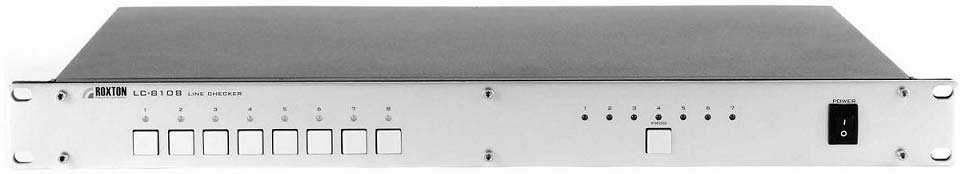 ROXTON LC-8108 LINE CHECKER
1 2 3 4 5 6 7 8
1 2 3 4 5 6 7
PROG
POWER